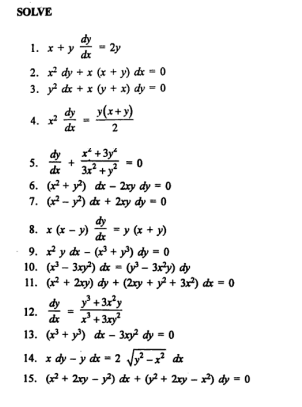 SOLVE
1. x + y dy/dx = 2y
2. x² dy + x (x + y) dx = 0
3. y² dx + x (y + x) dy = 0
4. x² dy/dx = y(x+y)/2
5. dy/dx + x²+3y²/3x²+y² = 0
6. (x² + y²) dx – 2xy dy = 0
7. (x² – y²) dx + 2xy dy = 0
8. x (x – y) dy/dx = y (x + y)
9. x² y dx – (x³ + y³) dy = 0
10. (x³ – 3xy²) dx = (y³ – 3x²y) dy
11. (x² + 2xy) dy + (2xy + y² + 3x²) dx = 0
12. dy/dx = y³+3x²y/x³+3xy²
13. (x³ + y³) dx – 3xy² dy = 0
14. x dy – y dx = 2 √y²–x² dx
15. (x² + 2xy – y²) dx + (y² + 2xy – x²) dy = 0